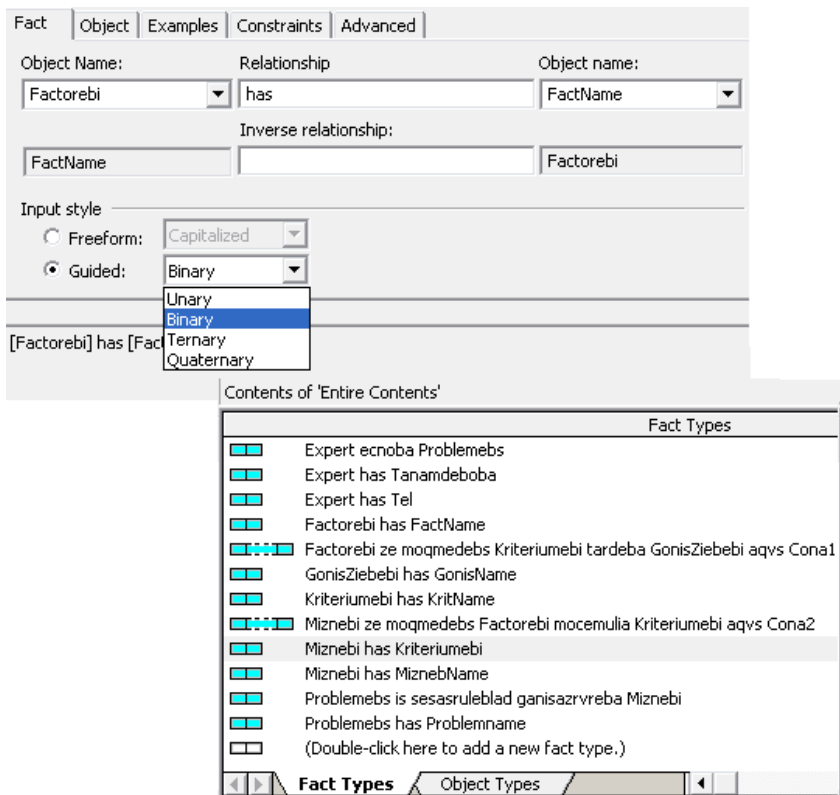 Fact Object Examples Constraints Advanced
Object Name: Relationship Object name:
Factorebi has FactName
Inverse relationship:
FactName Factorebi
Input style
Freeform: Capitalized
Guided: Binary
Unary
Binary
Ternary
Quaternary
[Factorebi] has [Fac
Contents of 'Entire Contents'
Fact Types
Expert ecnoba Problemebs
Expert has Tanamdeboba
Expert has Tel
Factorebi has FactName
Factorebi ze moqmedebs Kriteriumebi tardeba GonisZiebebi aqvs Cona1
GonisZiebebi has GonisName
Kriteriumebi has KritName
Miznebi ze moqmedebs Factorebi mocemulia Kriteriumebi aqvs Cona2
Miznebi has Kriteriumebi
Miznebi has MiznebName
Problemebs is sesasruleblad ganisazrvreba Miznebi
Problemebs has Problemname
(Double-click here to add a new fact type.)
Fact Types Object Types